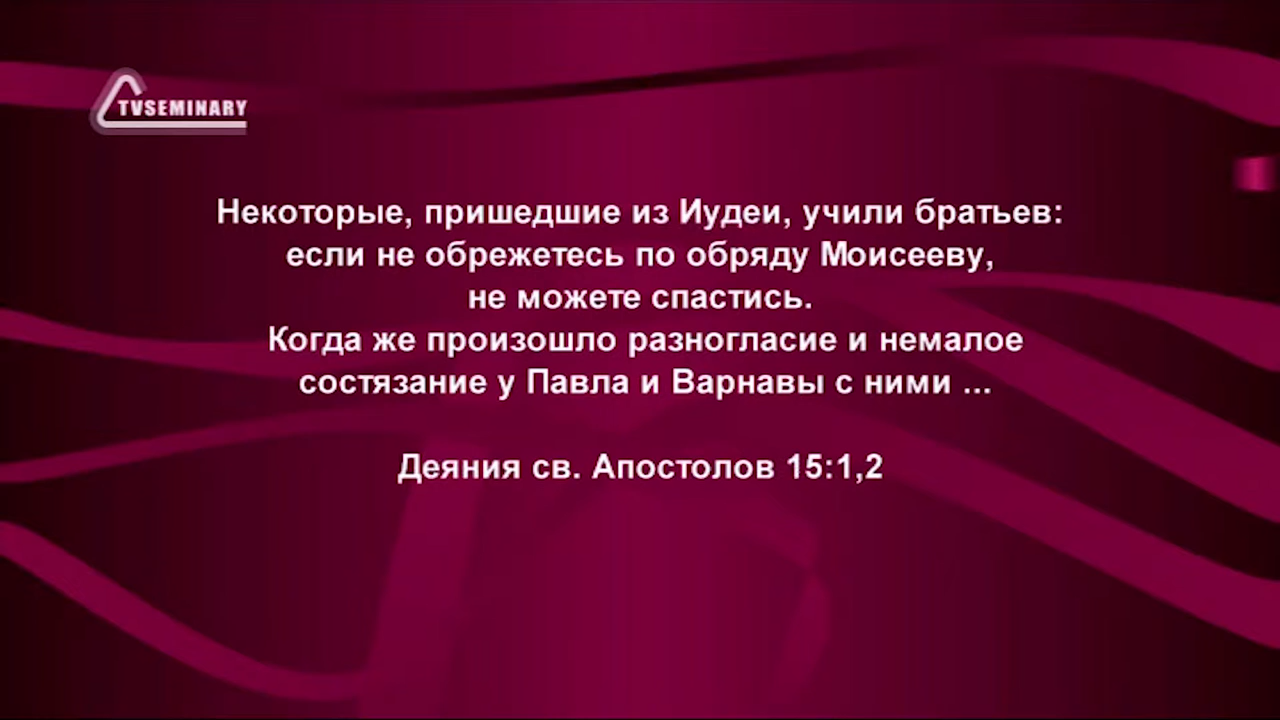 TVSEMINARY
Некоторые, пришедшие из Иудеи, учили братьев:
если не обрежетесь по обряду Моисееву,
не можете спастись.
Когда же произошло разногласие и немалое
состязание у Павла и Варнавы с ними ...
Деяния св. Апостолов 15:1,2